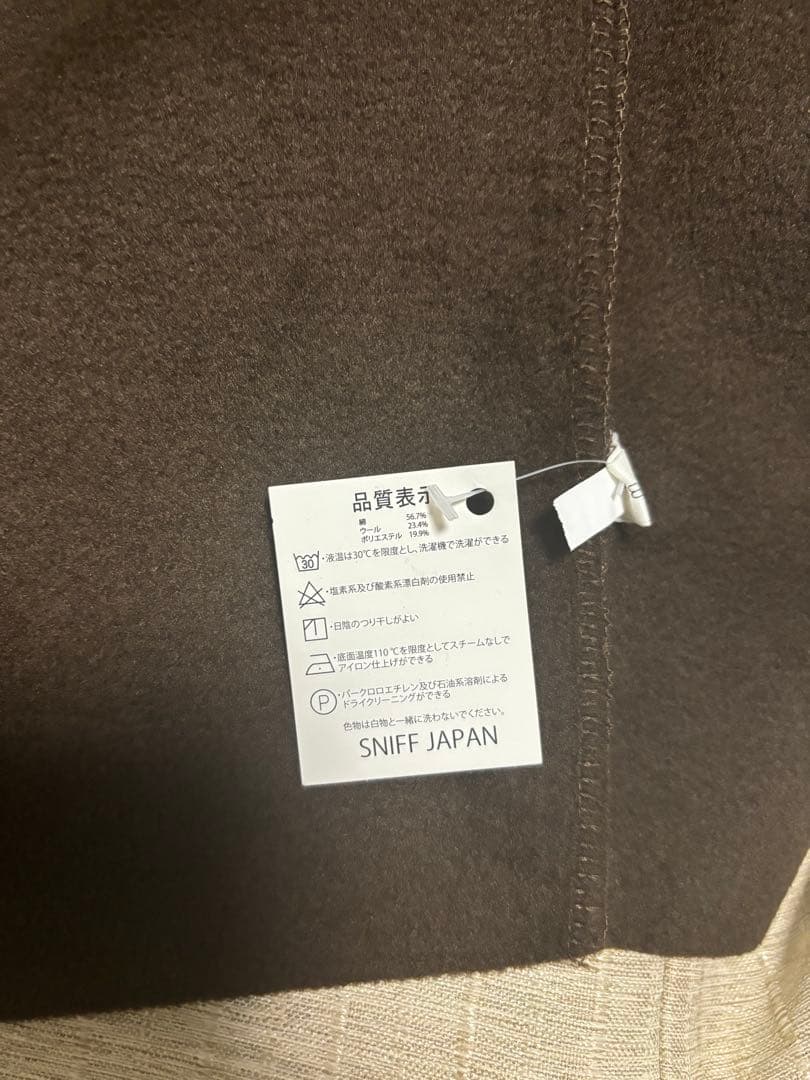 品質表示
綿 56.7%
ウール 23.4%
ポリエステル 19.9%
30 ・液温は30℃を限度とし、洗濯機で洗濯ができる
・塩素系及び酸素系漂白剤の使用禁止
・日陰のつり干しがよい
・底面温度110℃を限度としてスチームなしで
アイロン仕上げができる
P ・パークロロエチレン及び石油系溶剤による
ドライクリーニングができる
色物は白物と一緒に洗わないでください。
SNIFF JAPAN